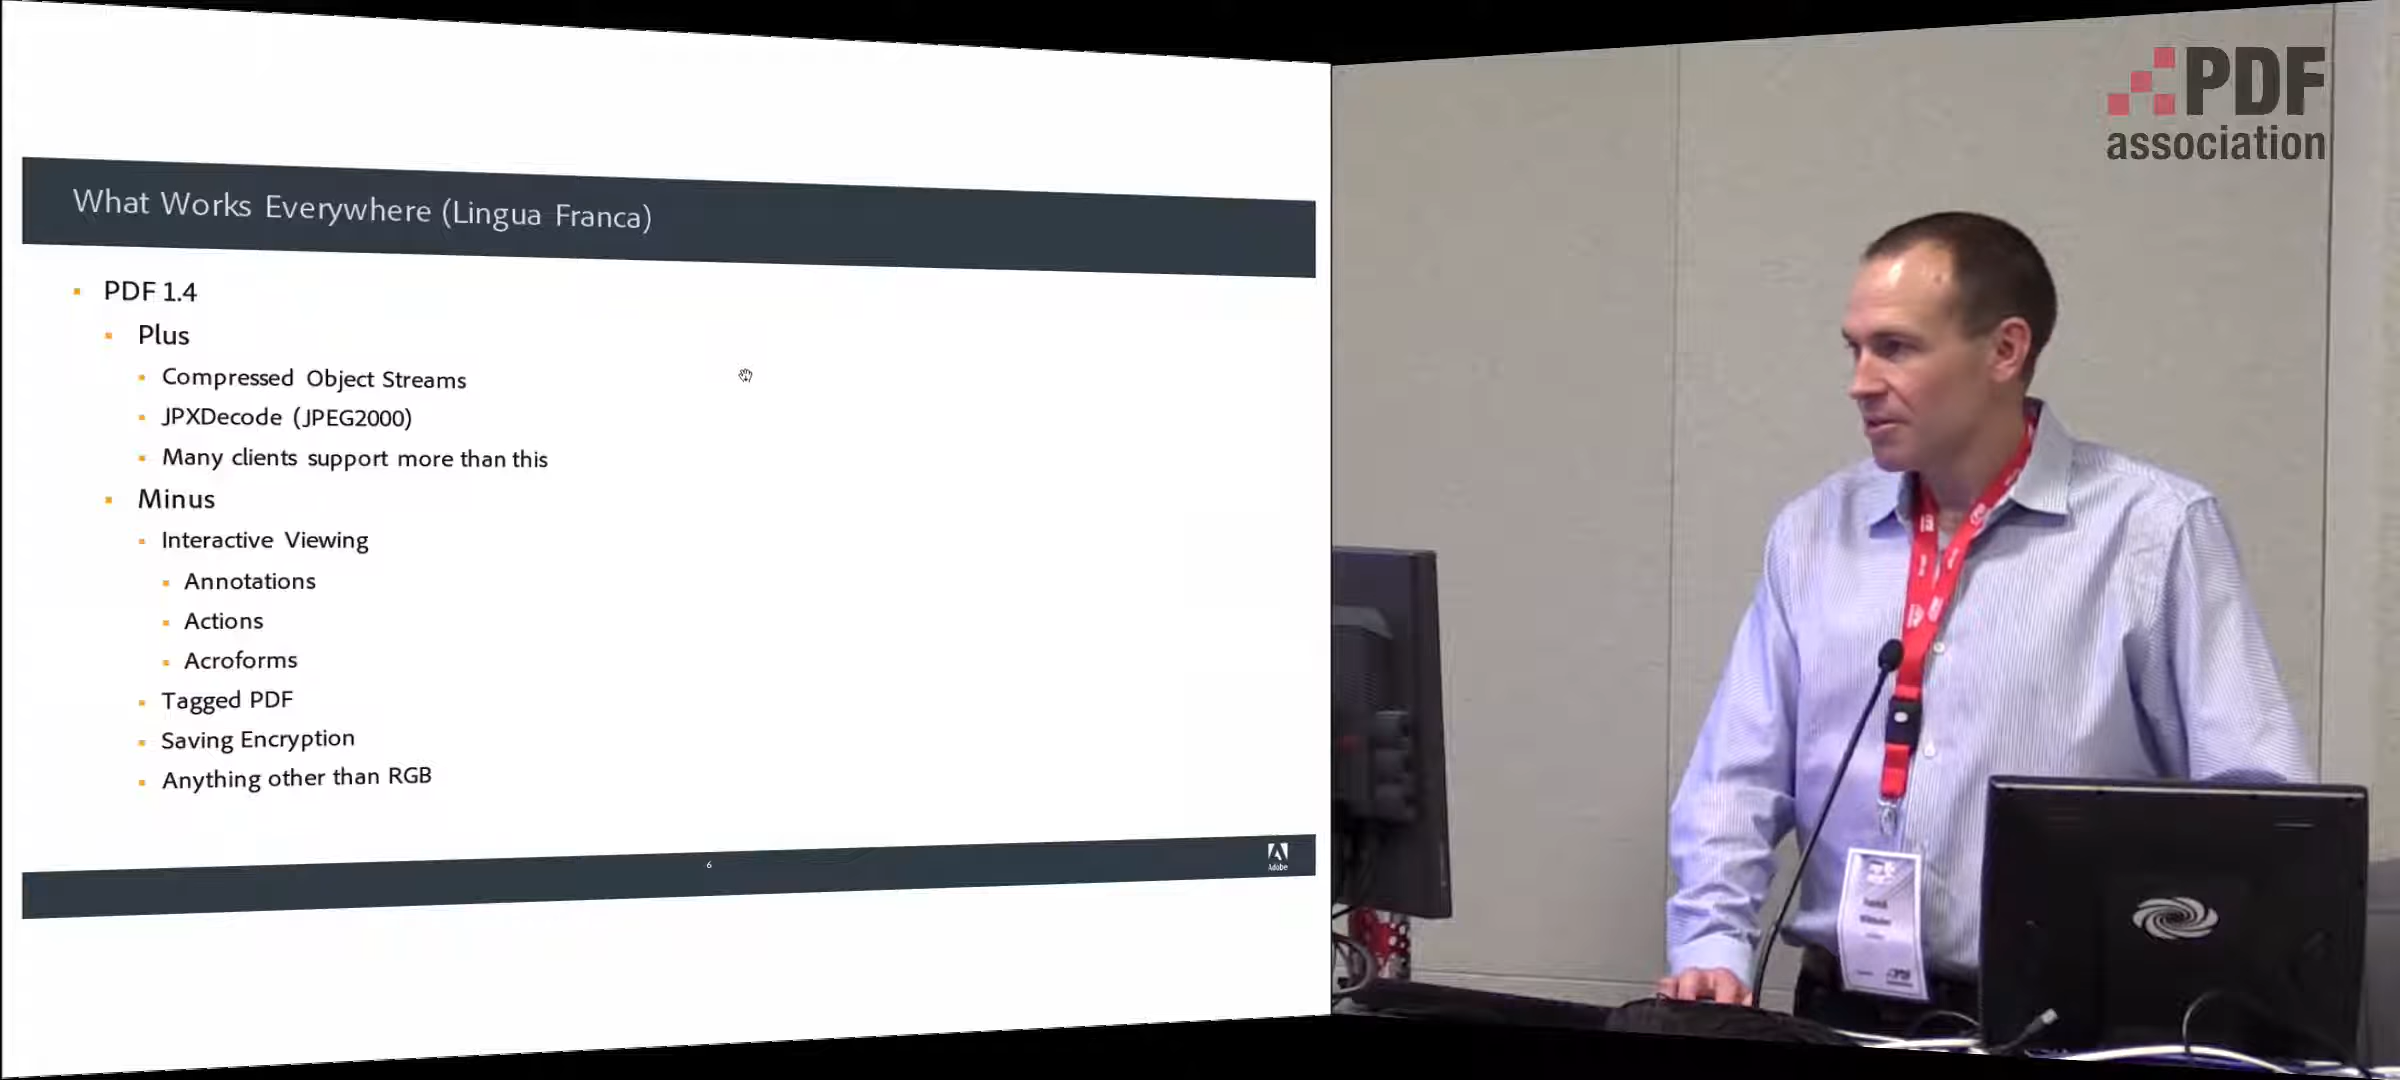 What Works Everywhere (Lingua Franca)
PDF 1.4
Plus
Compressed Object Streams
JPXDecode (JPEG2000)
Many clients support more than this
Minus
Interactive Viewing
Annotations
Actions
Acroforms
Tagged PDF
Saving Encryption
Anything other than RGB
6
Adobe
PDF
association